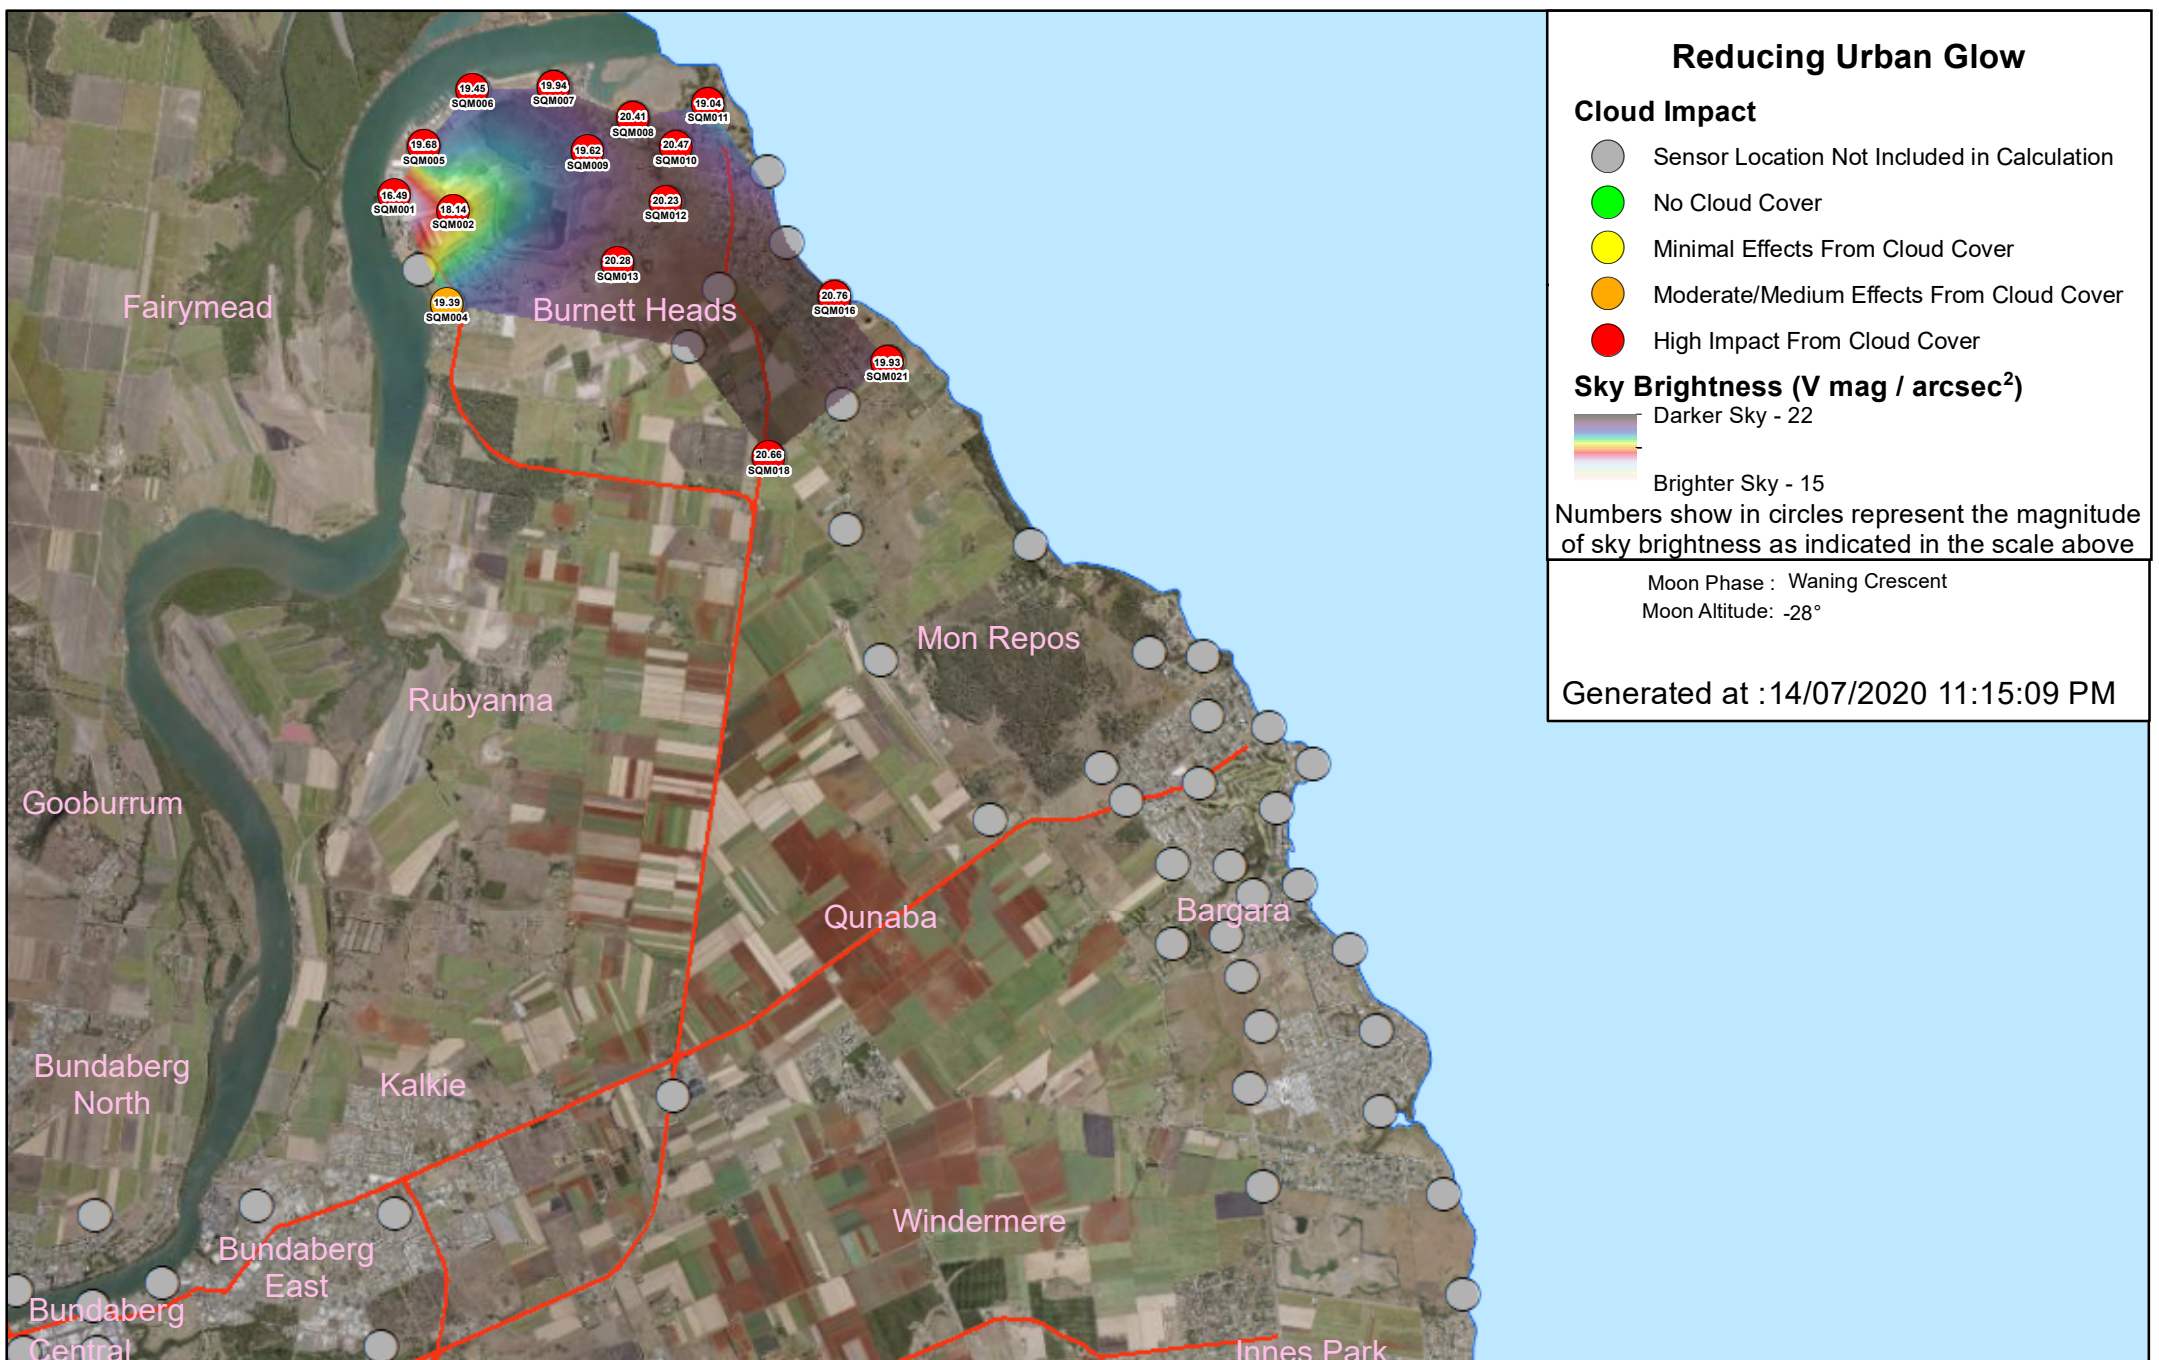 Reducing Urban Glow
Cloud Impact
Sensor Location Not Included in Calculation
No Cloud Cover
Minimal Effects From Cloud Cover
Moderate/Medium Effects From Cloud Cover
High Impact From Cloud Cover
Sky Brightness (V mag / arcsec²)
Darker Sky - 22
Brighter Sky - 15
Numbers show in circles represent the magnitude
of sky brightness as indicated in the scale above
Moon Phase : Waning Crescent
Moon Altitude: -28°
Generated at :14/07/2020 11:15:09 PM
19.45
SQM006
19.94
SQM007
20.41
SQM008
19.04
SQM011
19.68
SQM005
19.62
SQM009
20.47
SQM010
16.49
SQM001
18.14
SQM002
20.23
SQM012
20.28
SQM013
19.39
SQM004
20.76
SQM016
19.93
SQM021
20.66
SQM018
Fairymead
Burnett Heads
Mon Repos
Rubyanna
Gooburrum
Qunaba
Bargara
Bundaberg
North
Kalkie
Windermere
Bundaberg
East
Bundaberg
Central
Innes Park